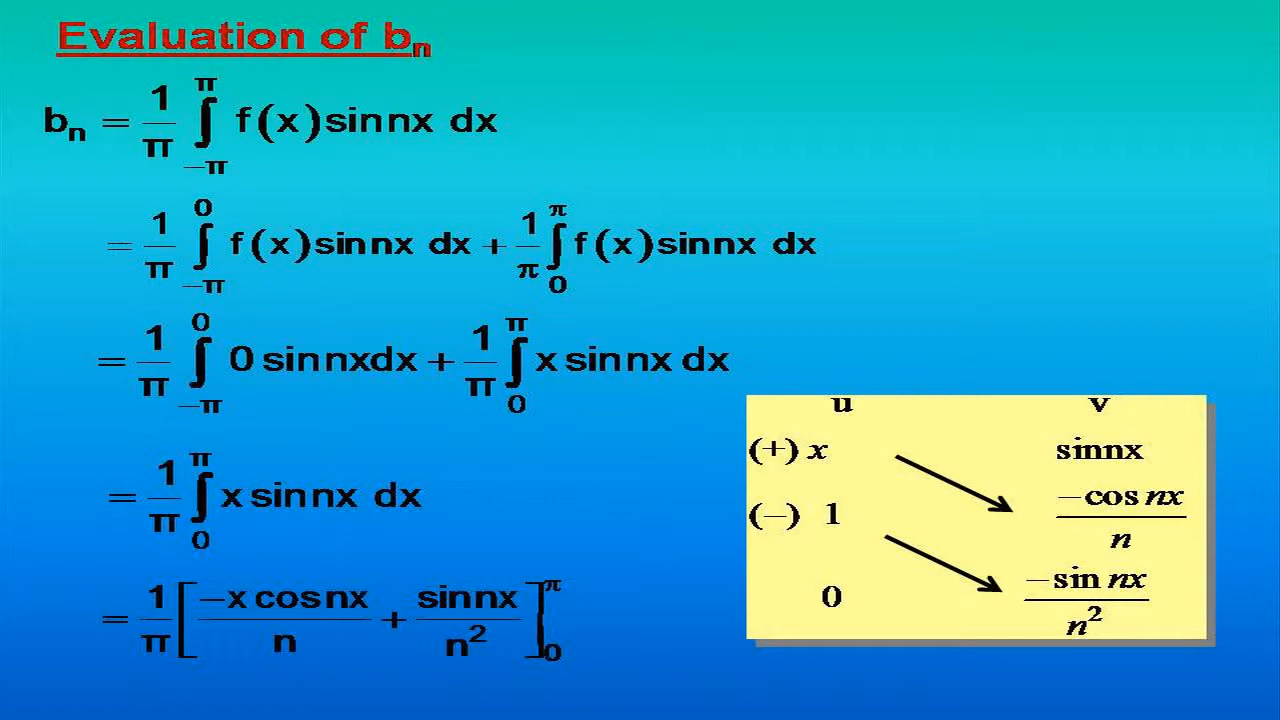 Evaluation of bₙ
bₙ = 1/π ∫_{−π}^{π} f(x)sinnx dx
= 1/π ∫_{−π}^{0} f(x)sinnx dx + 1/π ∫_{0}^{π} f(x)sinnx dx
= 1/π ∫_{−π}^{0} 0 sinnxdx + 1/π ∫_{0}^{π} x sinnx dx
= 1/π ∫_{0}^{π} x sinnx dx
= 1/π [ −x cosnx / n + sinnx / n² ]_{0}^{π}
u v
(+) x sinnx
(−) 1 −cos nx / n
0 −sin nx / n²